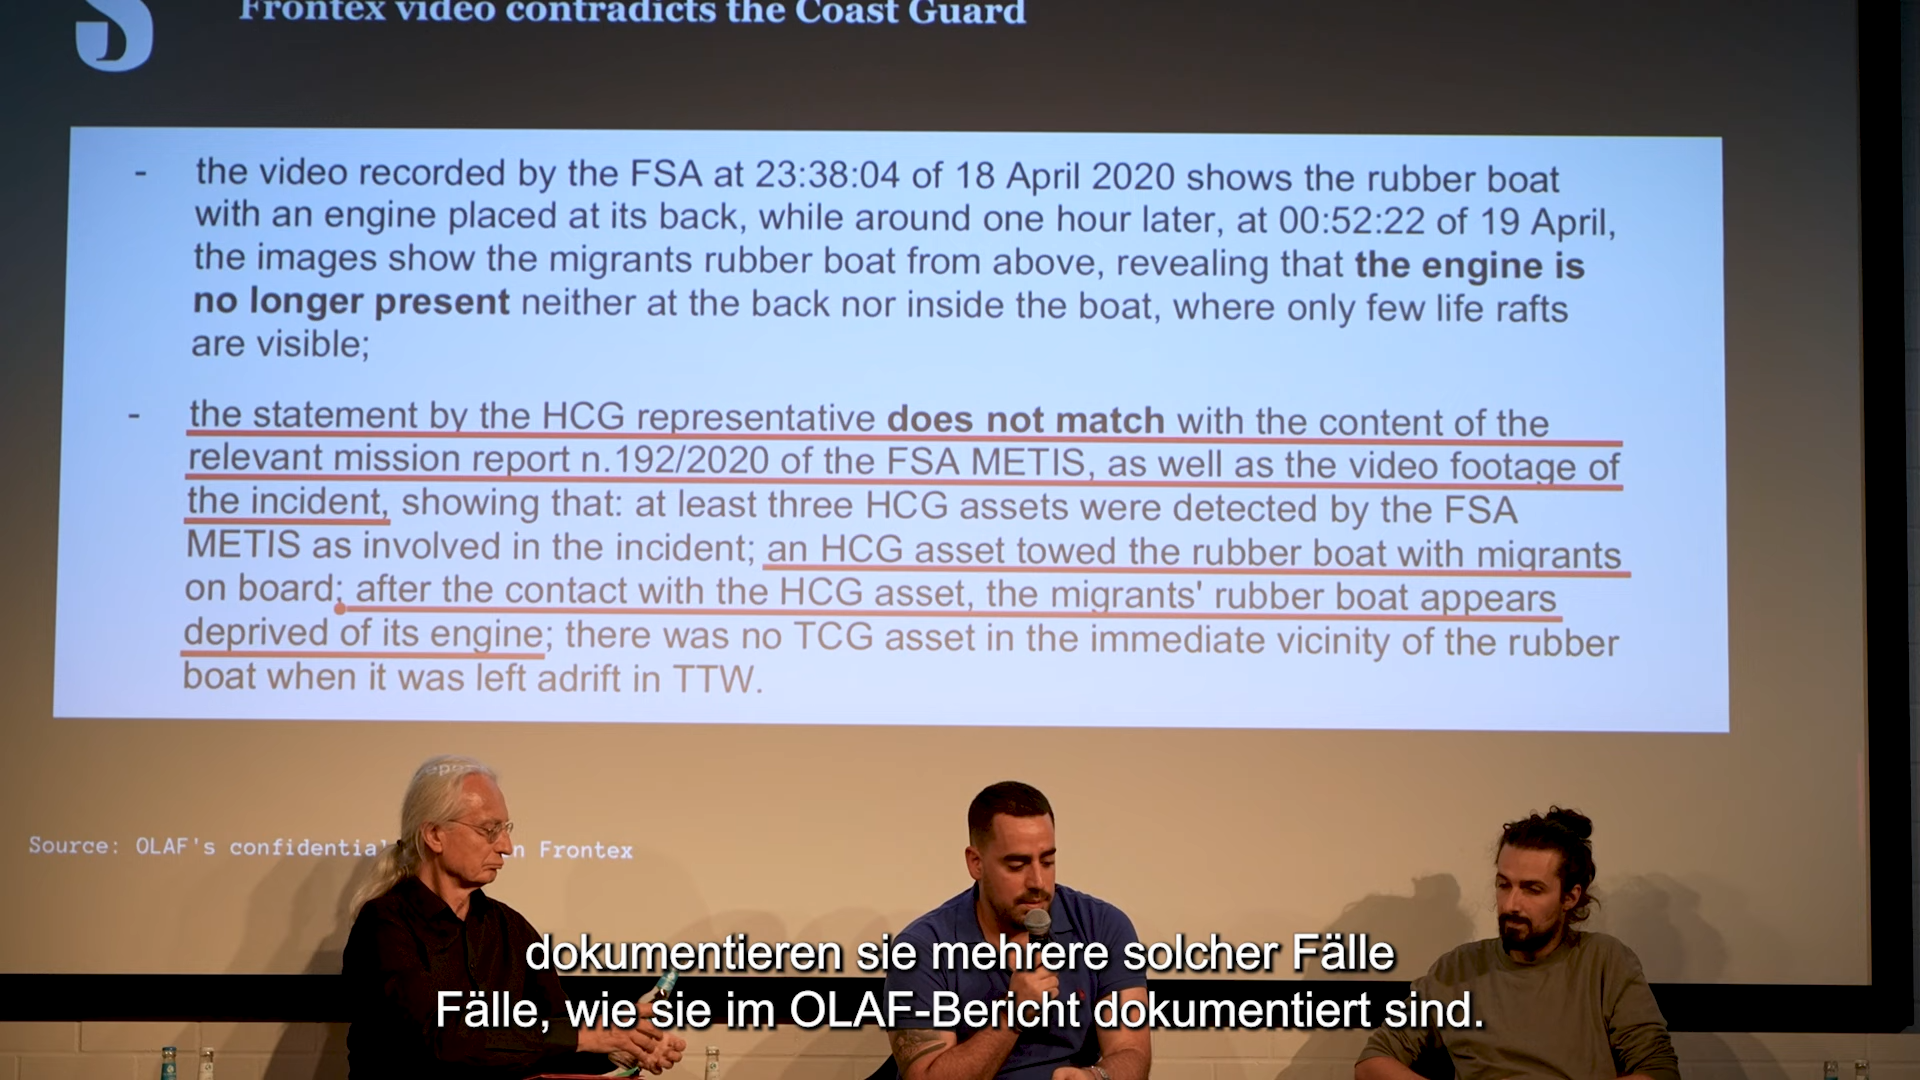 Frontex video contradicts the Coast Guard
- the video recorded by the FSA at 23:38:04 of 18 April 2020 shows the rubber boat
with an engine placed at its back, while around one hour later, at 00:52:22 of 19 April,
the images show the migrants rubber boat from above, revealing that the engine is
no longer present neither at the back nor inside the boat, where only few life rafts
are visible;
- the statement by the HCG representative does not match with the content of the
relevant mission report n.192/2020 of the FSA METIS, as well as the video footage of
the incident, showing that: at least three HCG assets were detected by the FSA
METIS as involved in the incident; an HCG asset towed the rubber boat with migrants
on board; after the contact with the HCG asset, the migrants' rubber boat appears
deprived of its engine; there was no TCG asset in the immediate vicinity of the rubber
boat when it was left adrift in TTW.
Source: OLAF's confidential Frontex
dokumentieren sie mehrere solcher Fälle
Fälle, wie sie im OLAF-Bericht dokumentiert sind.